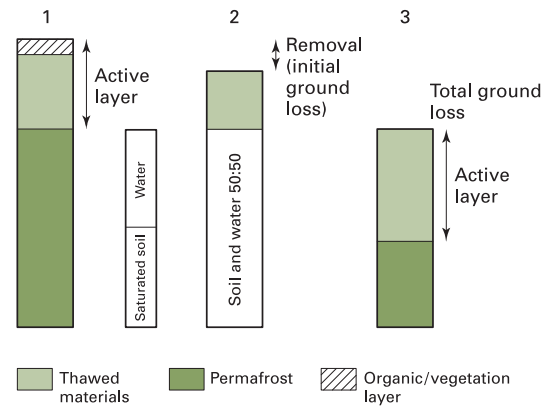 1
2
3
Removal
(initial
ground
loss)
Active
layer
Total ground
loss
Active
layer
Water
Saturated soil
Soil and water 50:50
Thawed
materials
Permafrost
Organic/vegetation
layer